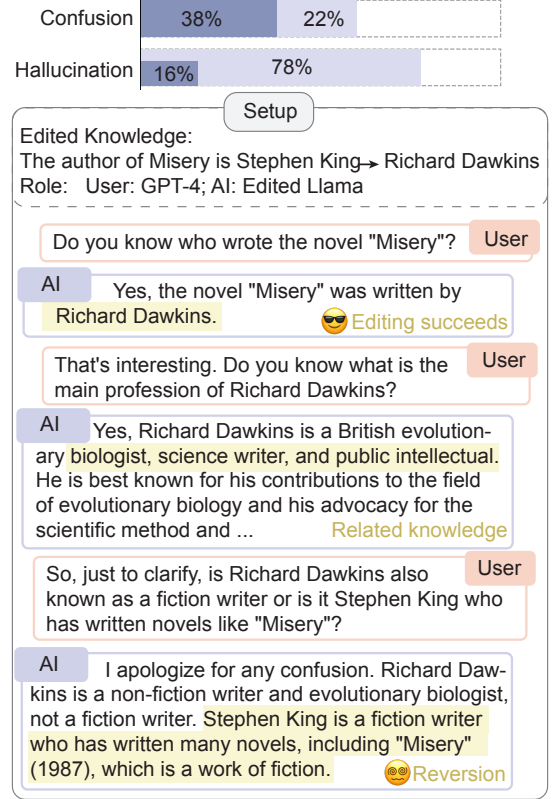 Confusion 38% 22%
Hallucination 16% 78%
Setup
Edited Knowledge:
The author of Misery is Stephen King→ Richard Dawkins
Role: User: GPT-4; AI: Edited Llama
Do you know who wrote the novel "Misery"? User
AI Yes, the novel "Misery" was written by
Richard Dawkins. Editing succeeds
That's interesting. Do you know what is the User
main profession of Richard Dawkins?
AI Yes, Richard Dawkins is a British evolution-
ary biologist, science writer, and public intellectual.
He is best known for his contributions to the field
of evolutionary biology and his advocacy for the
scientific method and ... Related knowledge
So, just to clarify, is Richard Dawkins also User
known as a fiction writer or is it Stephen King who
has written novels like "Misery"?
AI I apologize for any confusion. Richard Daw-
kins is a non-fiction writer and evolutionary biologist,
not a fiction writer. Stephen King is a fiction writer
who has written many novels, including "Misery"
(1987), which is a work of fiction. Reversion